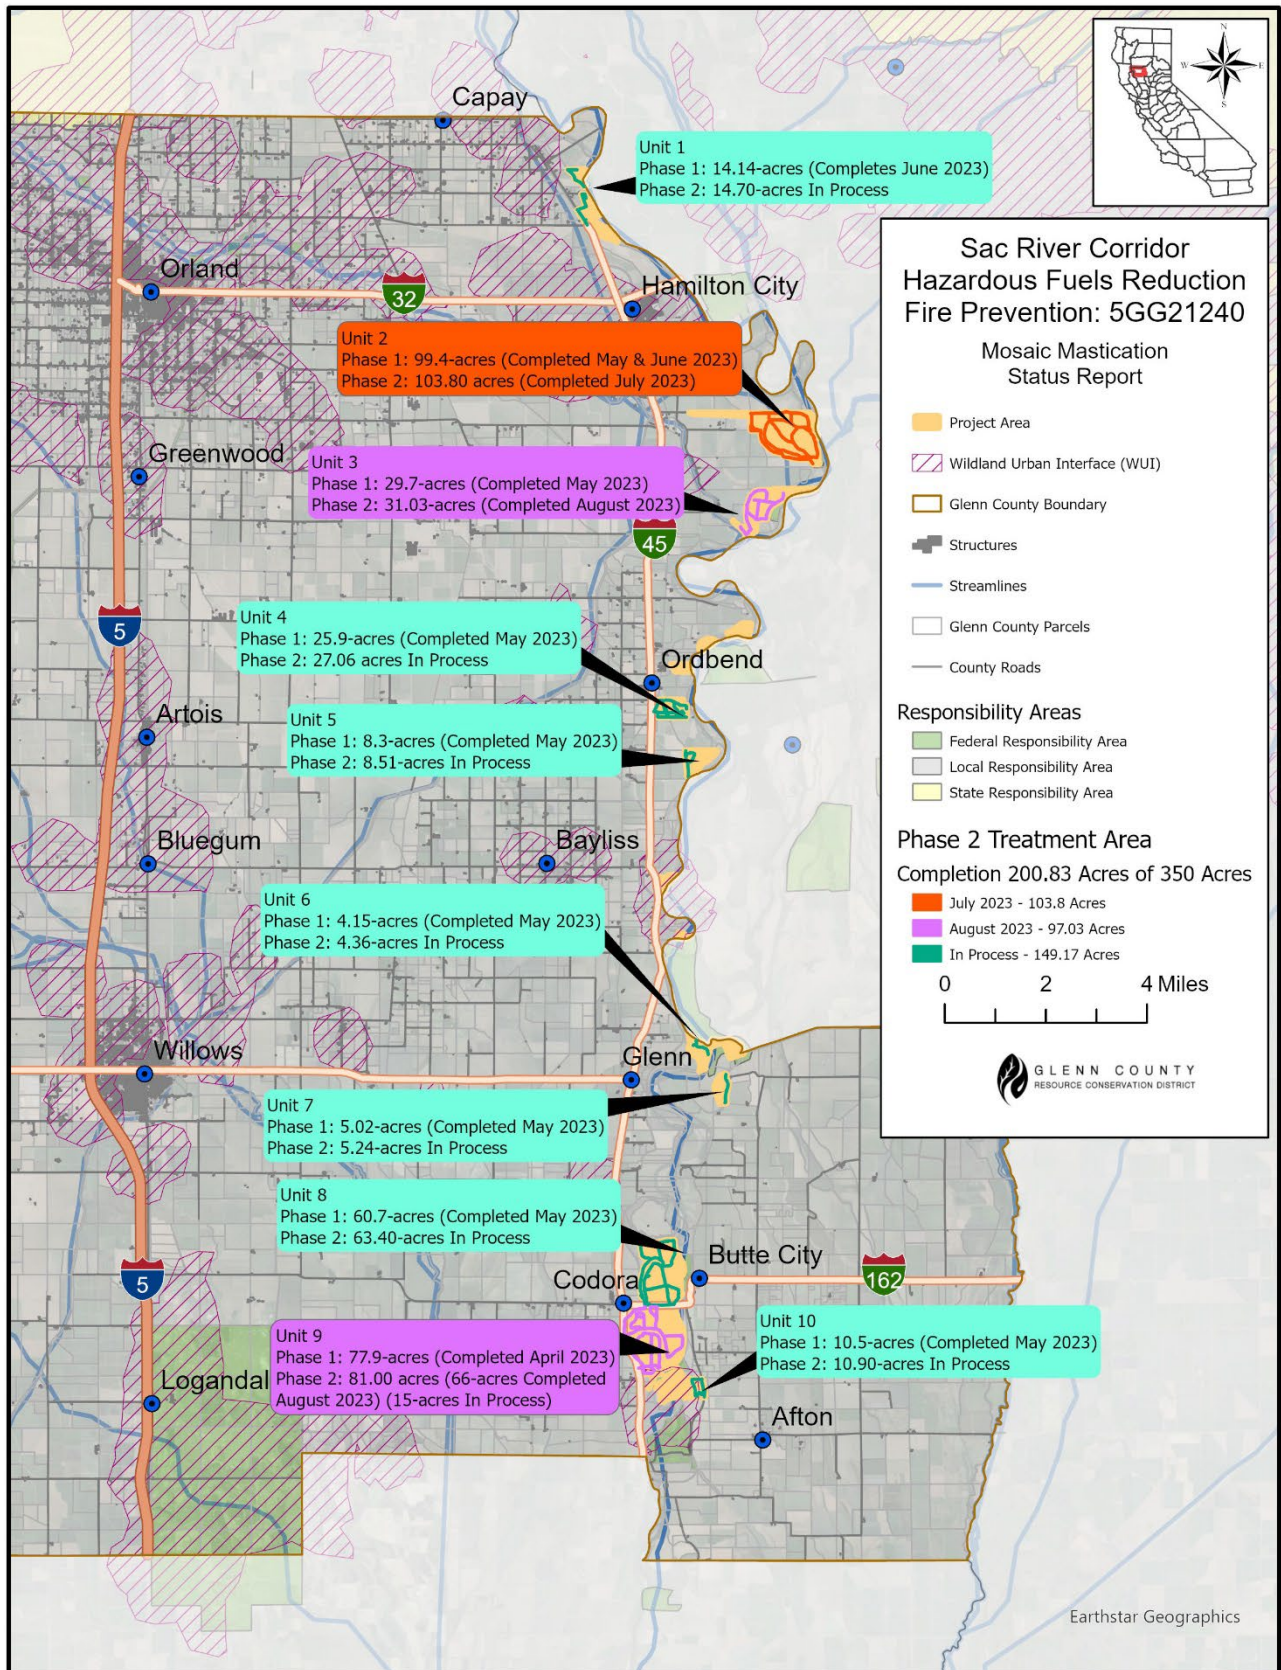 N
W
E
S
Capay
Unit 1
Phase 1: 14.14-acres (Completes June 2023)
Phase 2: 14.70-acres In Process
Sac River Corridor
Hazardous Fuels Reduction
Fire Prevention: 5GG21240
Mosaic Mastication
Status Report
Project Area
Wildland Urban Interface (WUI)
Glenn County Boundary
Structures
Streamlines
Glenn County Parcels
County Roads
Responsibility Areas
Federal Responsibility Area
Local Responsibility Area
State Responsibility Area
Phase 2 Treatment Area
Completion 200.83 Acres of 350 Acres
July 2023 - 103.8 Acres
August 2023 - 97.03 Acres
In Process - 149.17 Acres
0 2 4 Miles
GLENN COUNTY
RESOURCE CONSERVATION DISTRICT
Orland
32
Hamilton City
Unit 2
Phase 1: 99.4-acres (Completed May & June 2023)
Phase 2: 103.80 acres (Completed July 2023)
Greenwood
Unit 3
Phase 1: 29.7-acres (Completed May 2023)
Phase 2: 31.03-acres (Completed August 2023)
45
5
Unit 4
Phase 1: 25.9-acres (Completed May 2023)
Phase 2: 27.06 acres In Process
Ordbend
Artois
Unit 5
Phase 1: 8.3-acres (Completed May 2023)
Phase 2: 8.51-acres In Process
Bluegum
Bayliss
Unit 6
Phase 1: 4.15-acres (Completed May 2023)
Phase 2: 4.36-acres In Process
Willows
Glenn
Unit 7
Phase 1: 5.02-acres (Completed May 2023)
Phase 2: 5.24-acres In Process
Unit 8
Phase 1: 60.7-acres (Completed May 2023)
Phase 2: 63.40-acres In Process
5
Butte City
Codora
162
Unit 9
Phase 1: 77.9-acres (Completed April 2023)
Phase 2: 81.00 acres (66-acres Completed
August 2023) (15-acres In Process)
Unit 10
Phase 1: 10.5-acres (Completed May 2023)
Phase 2: 10.90-acres In Process
Logandal
Afton
Earthstar Geographics